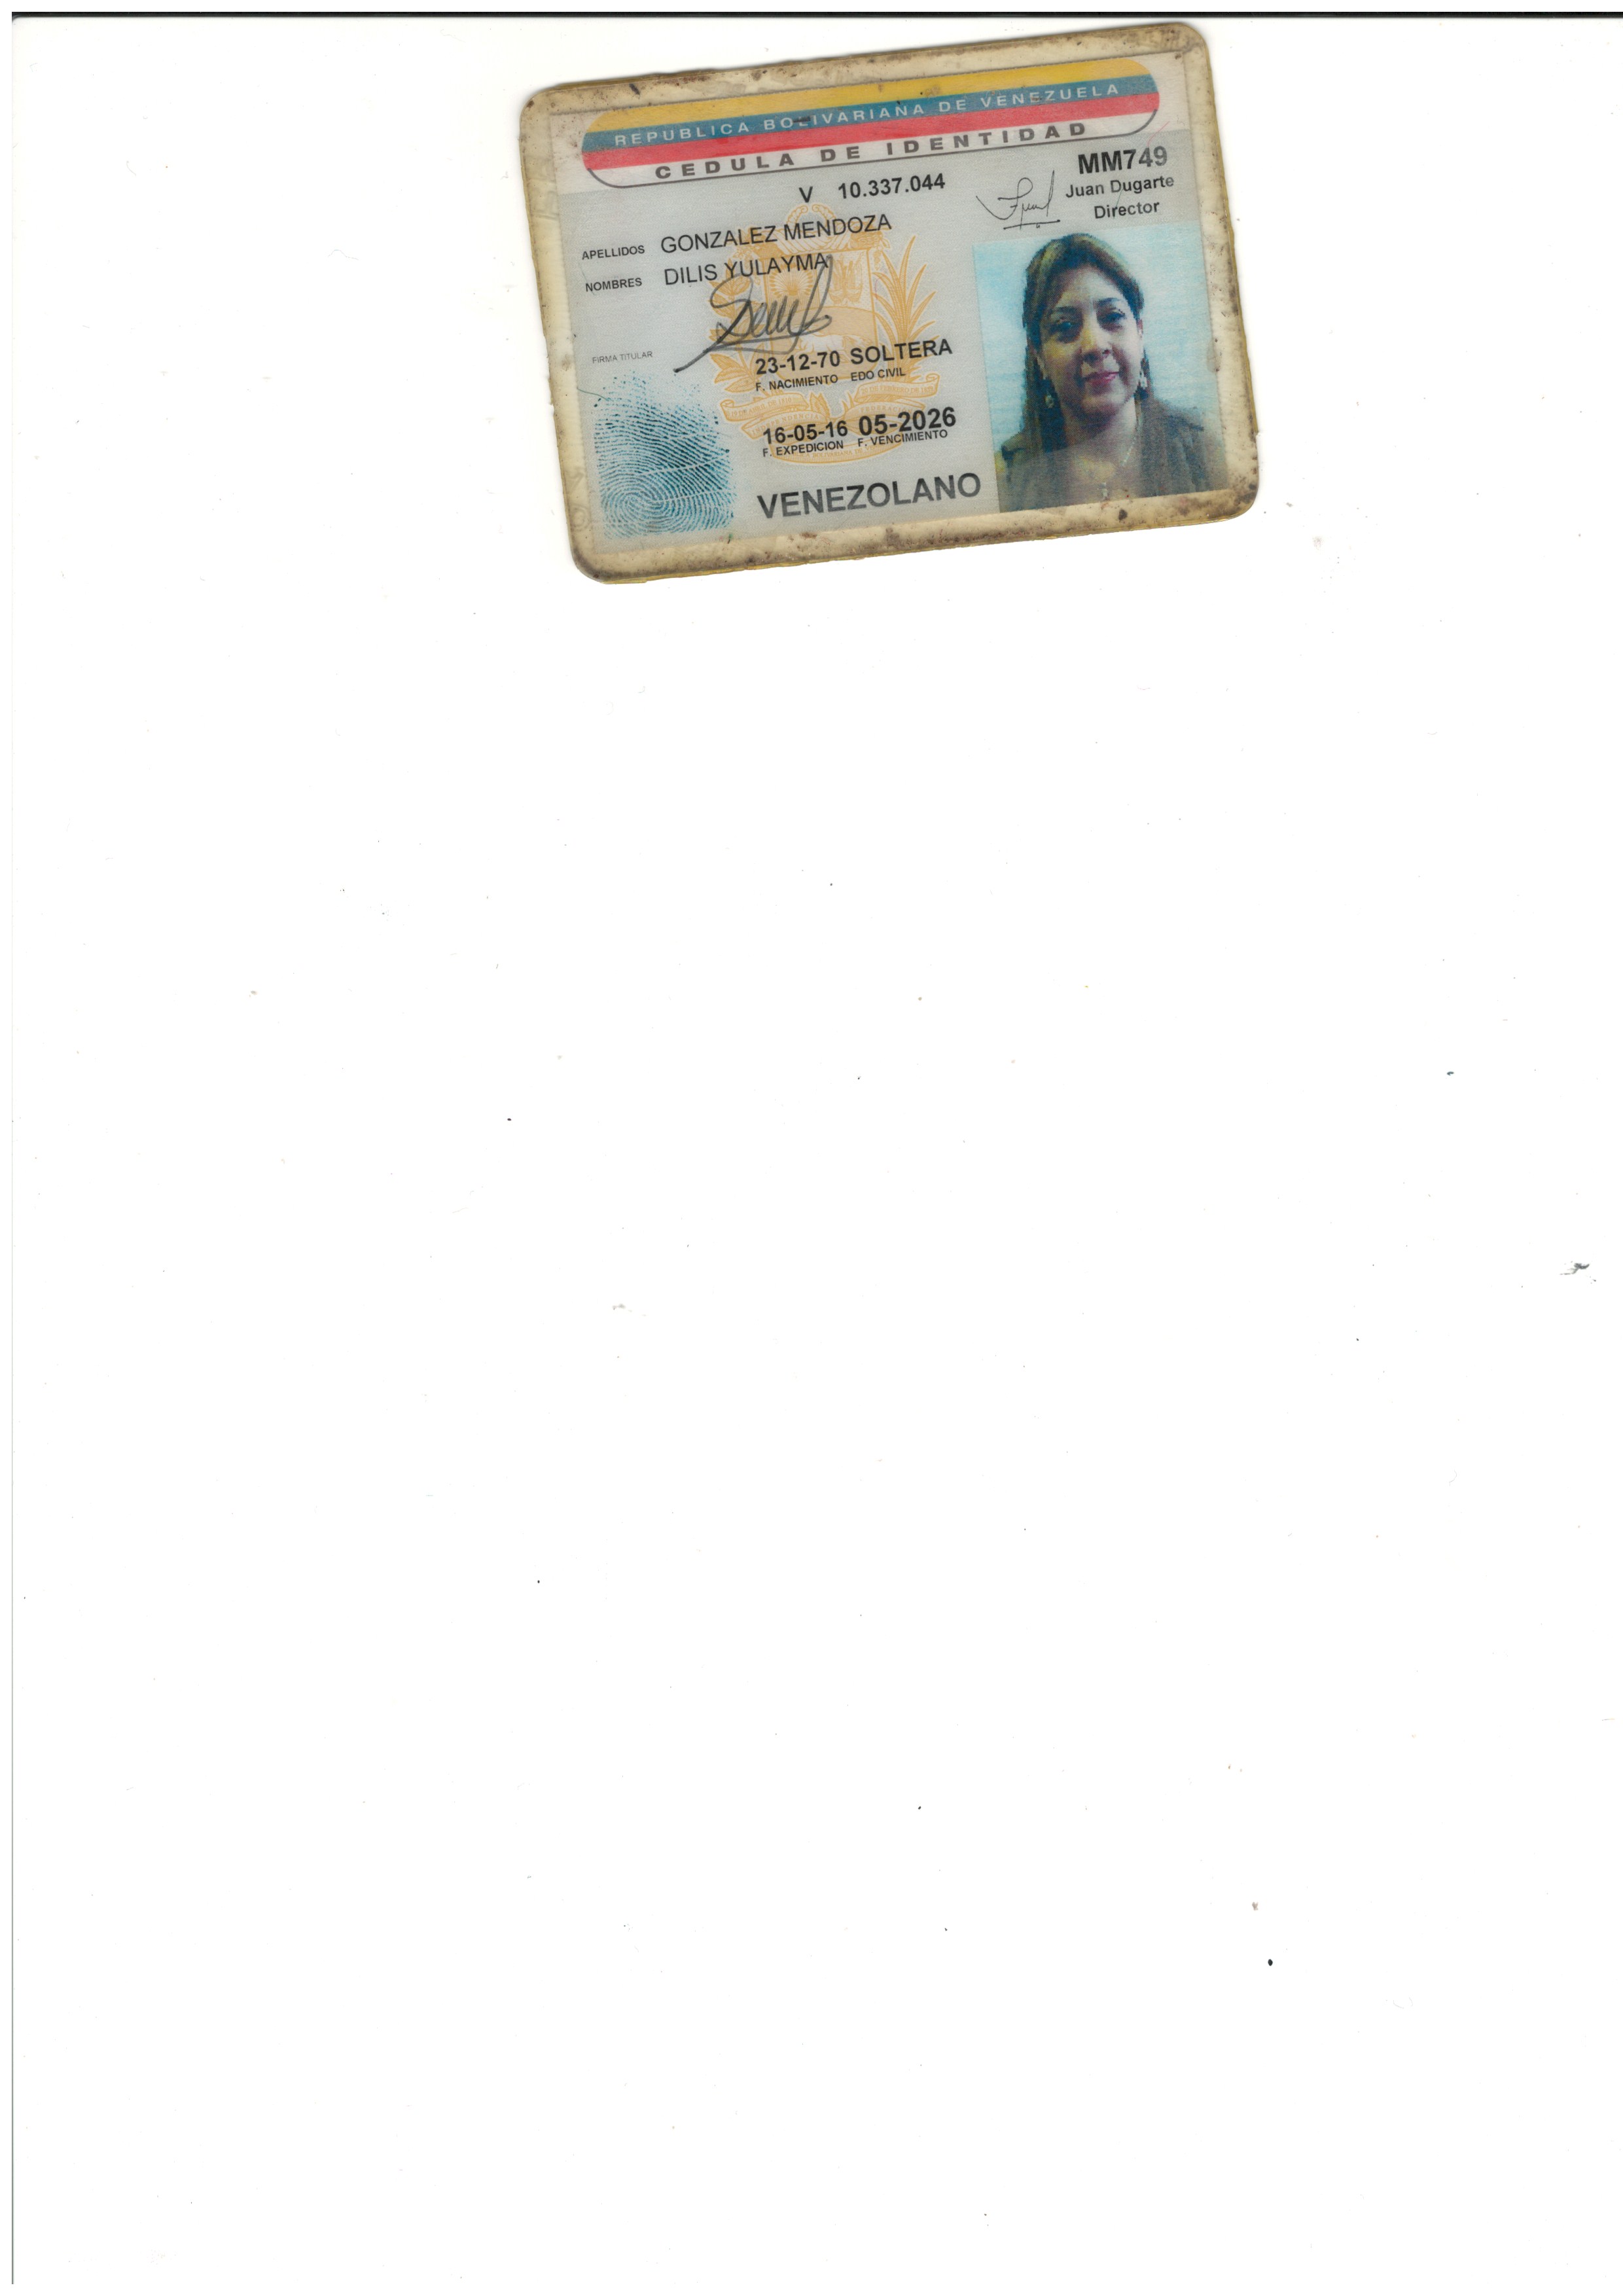 REPUBLICA BOLIVARIANA DE VENEZUELA
CEDULA DE IDENTIDAD
V 10.337.044
MM749
Juan Dugarte
Director
APELLIDOS GONZALEZ MENDOZA
NOMBRES DILIS YULAYMA
FIRMA TITULAR
23-12-70 SOLTERA
F. NACIMIENTO EDO CIVIL
16-05-16 05-2026
F. EXPEDICION F. VENCIMIENTO
VENEZOLANO